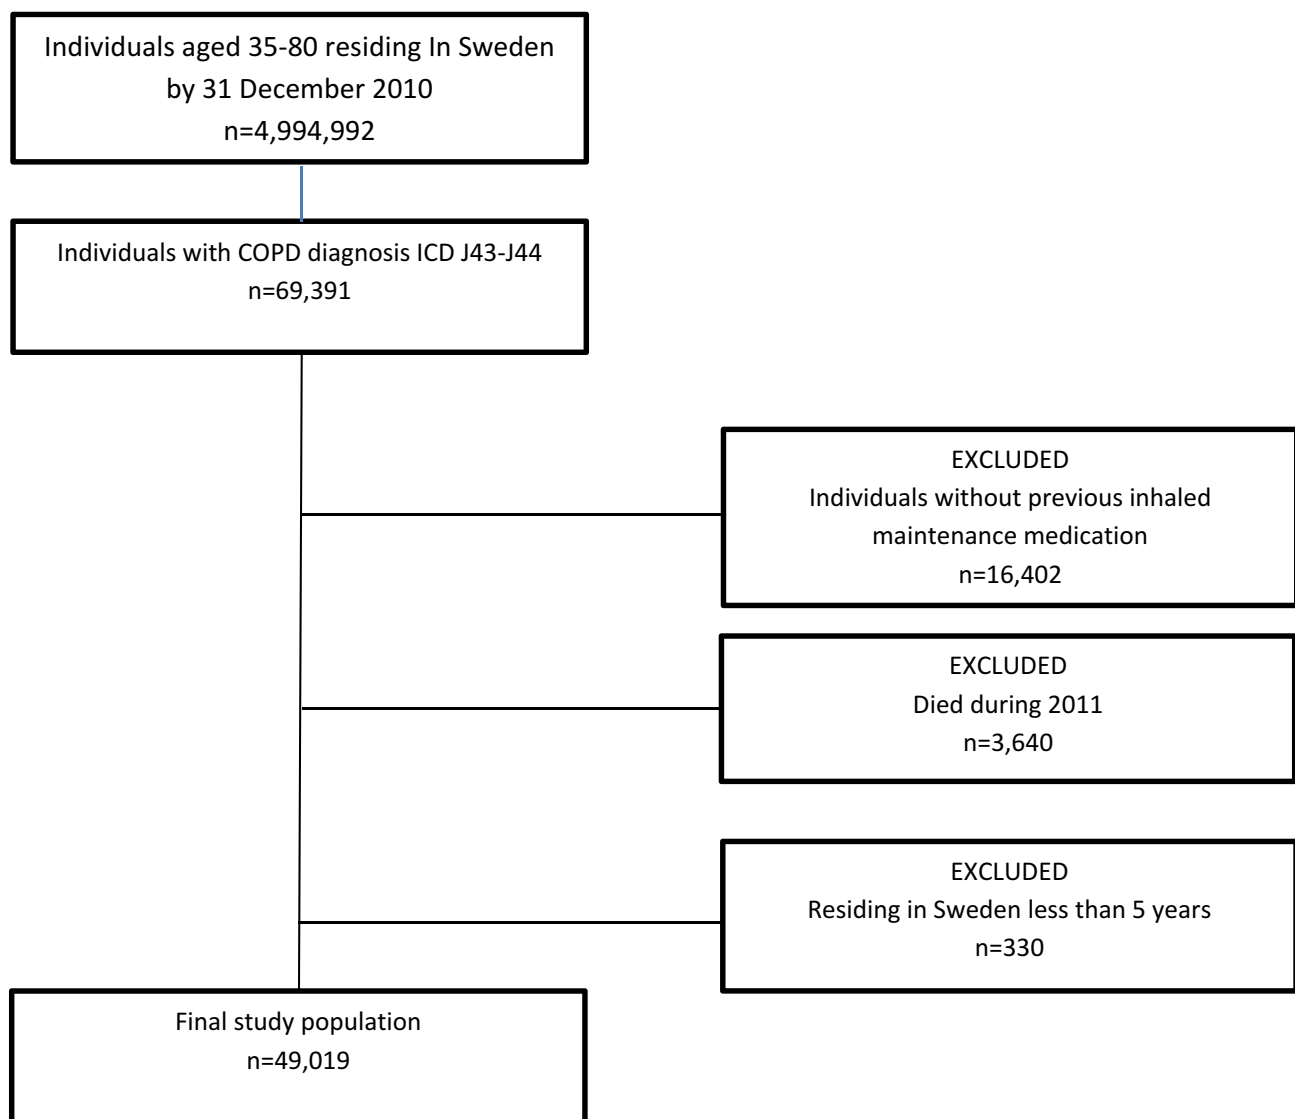 Individuals aged 35-80 residing In Sweden
by 31 December 2010
n=4,994,992
Individuals with COPD diagnosis ICD J43-J44
n=69,391
EXCLUDED
Individuals without previous inhaled
maintenance medication
n=16,402
EXCLUDED
Died during 2011
n=3,640
EXCLUDED
Residing in Sweden less than 5 years
n=330
Final study population
n=49,019